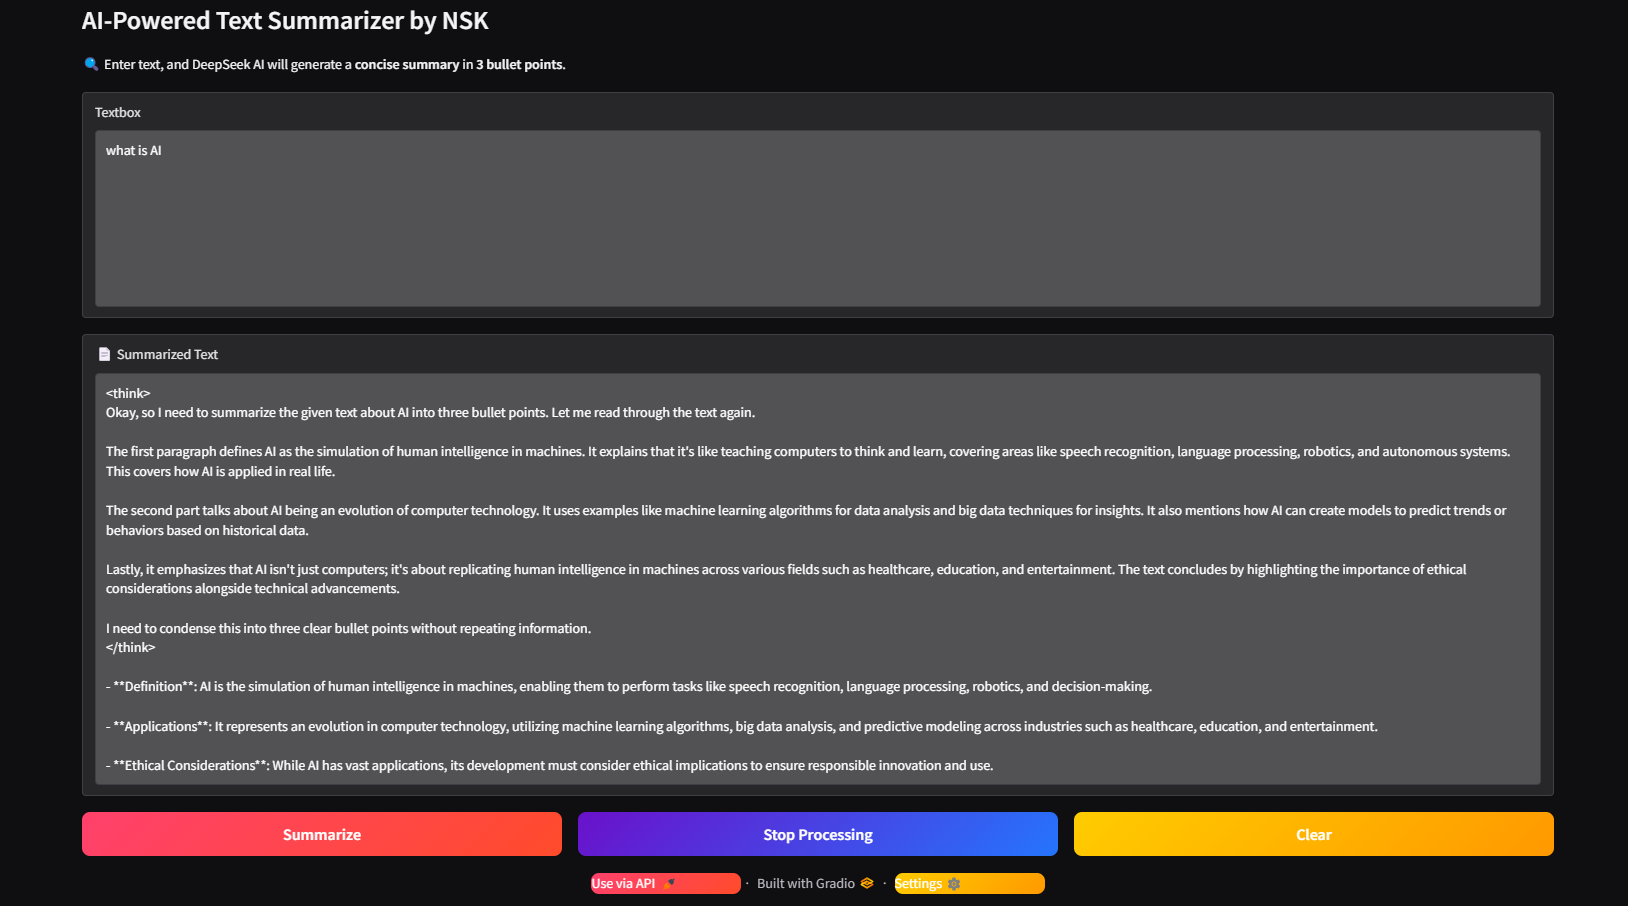 AI-Powered Text Summarizer by NSK
🔍 Enter text, and DeepSeek AI will generate a concise summary in 3 bullet points.
Textbox
what is AI
📄 Summarized Text
<think>
Okay, so I need to summarize the given text about AI into three bullet points. Let me read through the text again.
The first paragraph defines AI as the simulation of human intelligence in machines. It explains that it's like teaching computers to think and learn, covering areas like speech recognition, language processing, robotics, and autonomous systems.
This covers how AI is applied in real life.
The second part talks about AI being an evolution of computer technology. It uses examples like machine learning algorithms for data analysis and big data techniques for insights. It also mentions how AI can create models to predict trends or
behaviors based on historical data.
Lastly, it emphasizes that AI isn't just computers; it's about replicating human intelligence in machines across various fields such as healthcare, education, and entertainment. The text concludes by highlighting the importance of ethical
considerations alongside technical advancements.
I need to condense this into three clear bullet points without repeating information.
</think>
- **Definition**: AI is the simulation of human intelligence in machines, enabling them to perform tasks like speech recognition, language processing, robotics, and decision-making.
- **Applications**: It represents an evolution in computer technology, utilizing machine learning algorithms, big data analysis, and predictive modeling across industries such as healthcare, education, and entertainment.
- **Ethical Considerations**: While AI has vast applications, its development must consider ethical implications to ensure responsible innovation and use.
Summarize
Stop Processing
Clear
Use via API 🚀 · Built with Gradio · Settings ⚙️